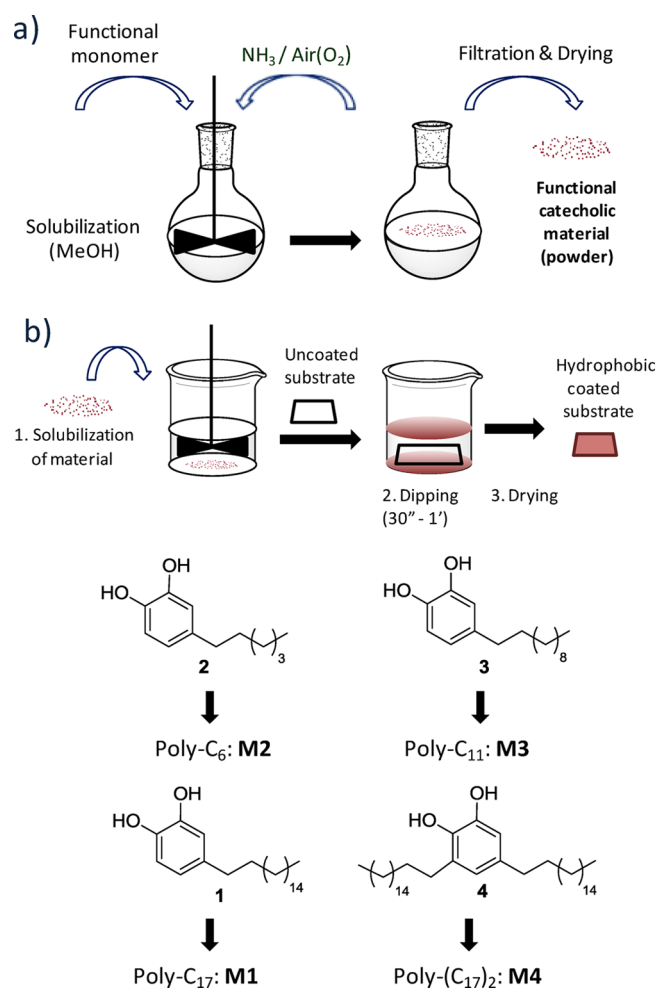 a)
Functional
monomer
NH3 / Air(O2)
Filtration & Drying
Solubilization
(MeOH)
Functional
catecholic
material
(powder)
b)
1. Solubilization
of material
Uncoated
substrate
2. Dipping
(30” - 1’)
3. Drying
Hydrophobic
coated
substrate
OH
HO
3
2
Poly-C6: M2
OH
HO
8
3
Poly-C11: M3
OH
HO
14
1
Poly-C17: M1
OH
HO
14
14
4
Poly-(C17)2: M4